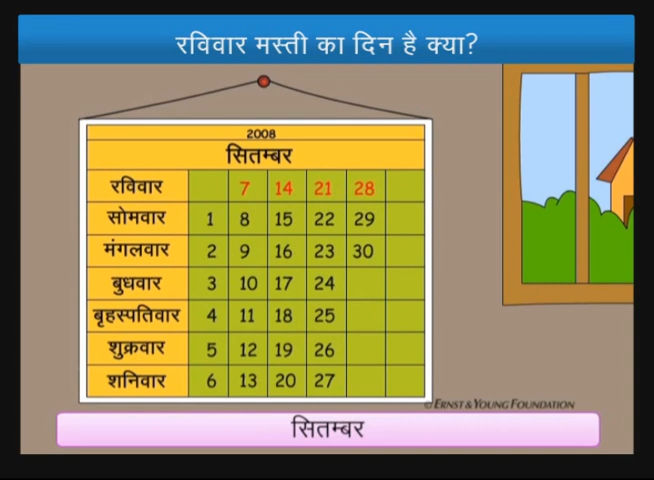 रविवार मस्ती का दिन है क्या?
2008
सितम्बर
रविवार 7 14 21 28
सोमवार 1 8 15 22 29
मंगलवार 2 9 16 23 30
बुधवार 3 10 17 24
बृहस्पतिवार 4 11 18 25
शुक्रवार 5 12 19 26
शनिवार 6 13 20 27
© ERNST & YOUNG FOUNDATION
सितम्बर